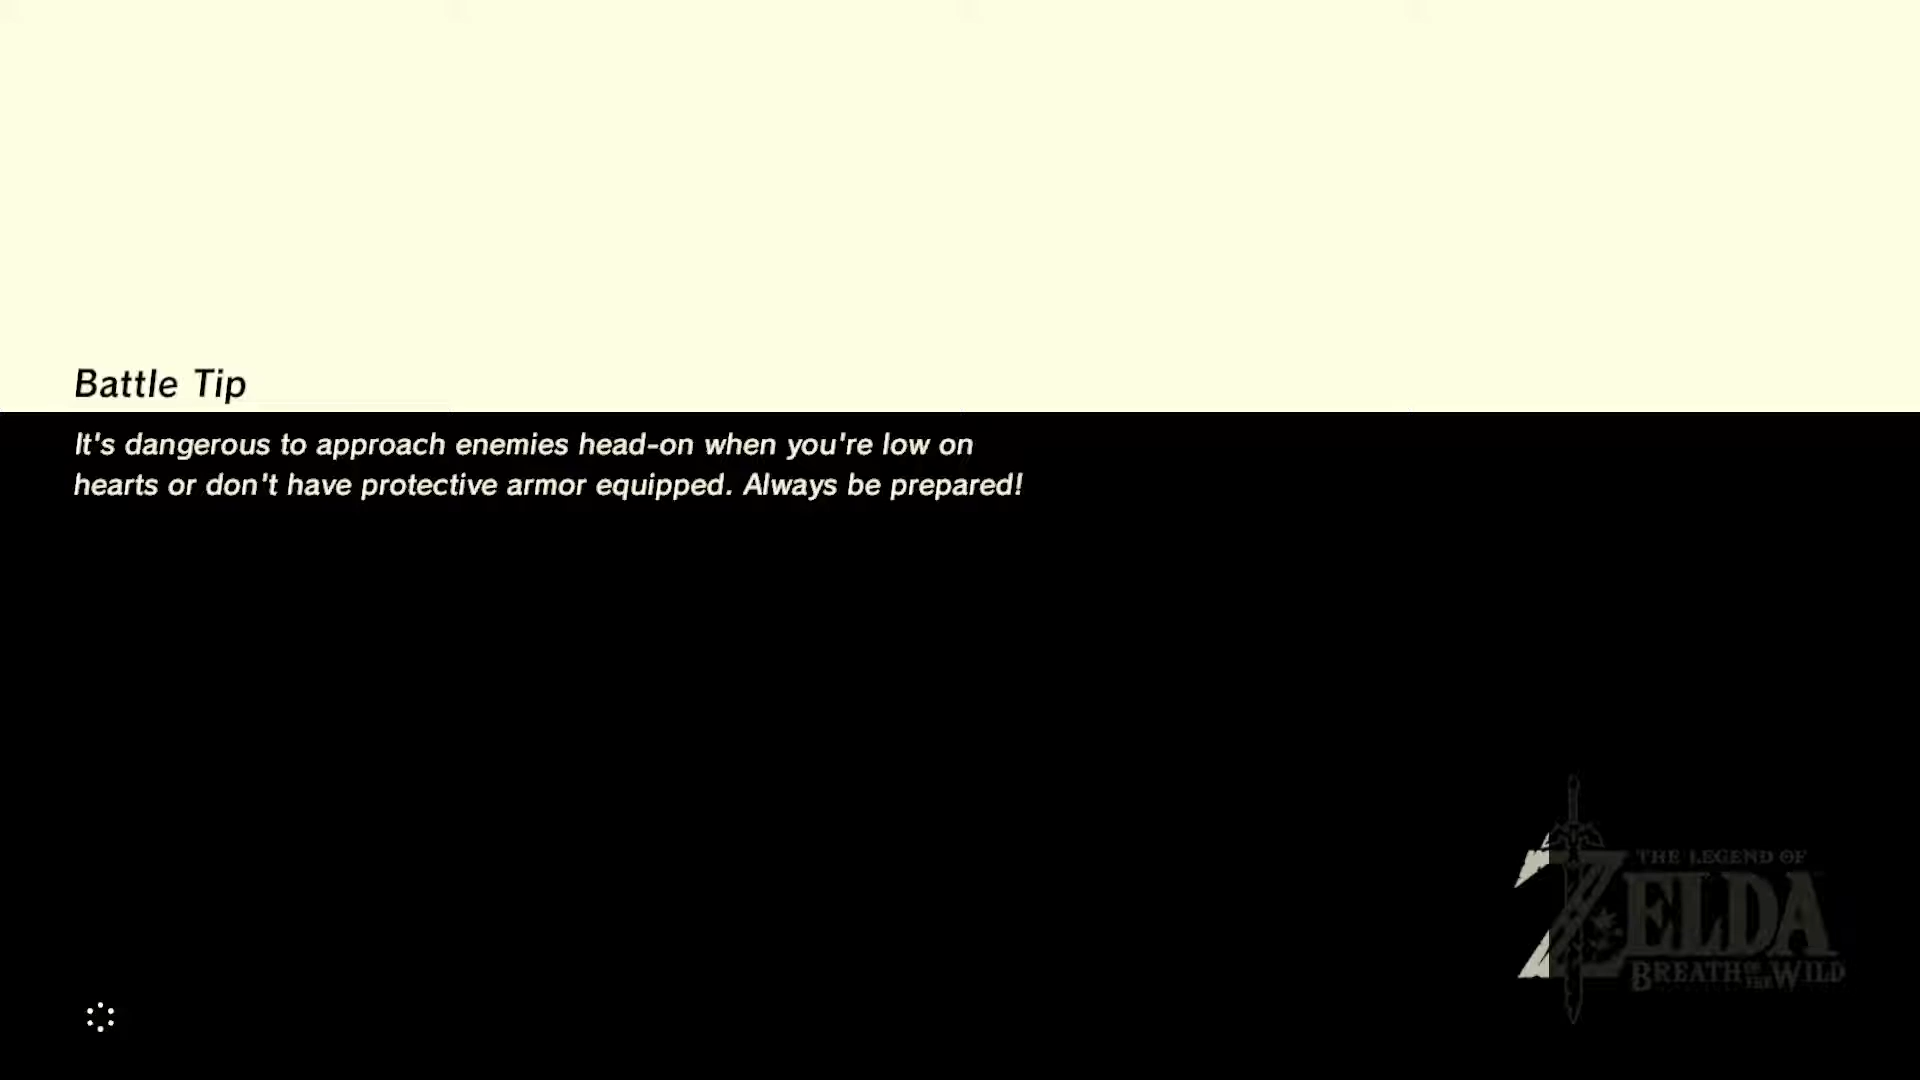 Battle Tip
It's dangerous to approach enemies head-on when you're low on
hearts or don't have protective armor equipped. Always be prepared!
THE LEGEND OF
ZELDA
BREATH OF THE WILD